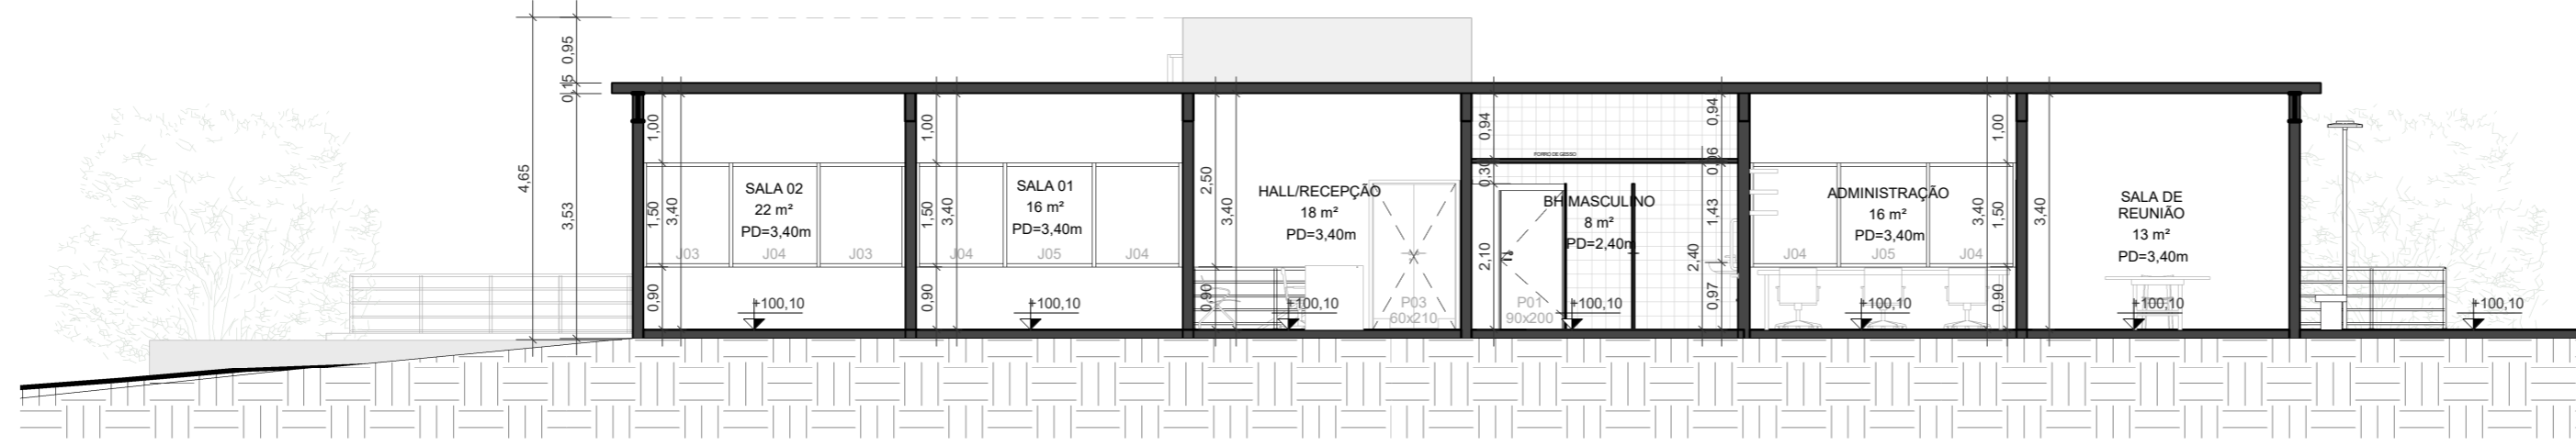 4,65
0,95
0,15
3,53
1,00
1,50
0,90
3,40
SALA 02
22 m²
PD=3,40m
J03
J04
J03
+100,10
1,00
1,50
0,90
3,40
SALA 01
16 m²
PD=3,40m
J04
J05
J04
+100,10
2,50
0,90
3,40
HALL/RECEPÇÃO
18 m²
PD=3,40m
+100,10
P03
60x210
0,94
0,30
2,10
FORRO DE GESSO
BH MASCULINO
8 m²
PD=2,40m
P01
90x200
+100,10
2,40
0,94
0,06
1,43
0,97
ADMINISTRAÇÃO
16 m²
PD=3,40m
J04
J05
J04
+100,10
3,40
1,00
1,50
0,90
3,40
SALA DE
REUNIÃO
13 m²
PD=3,40m
+100,10
+100,10